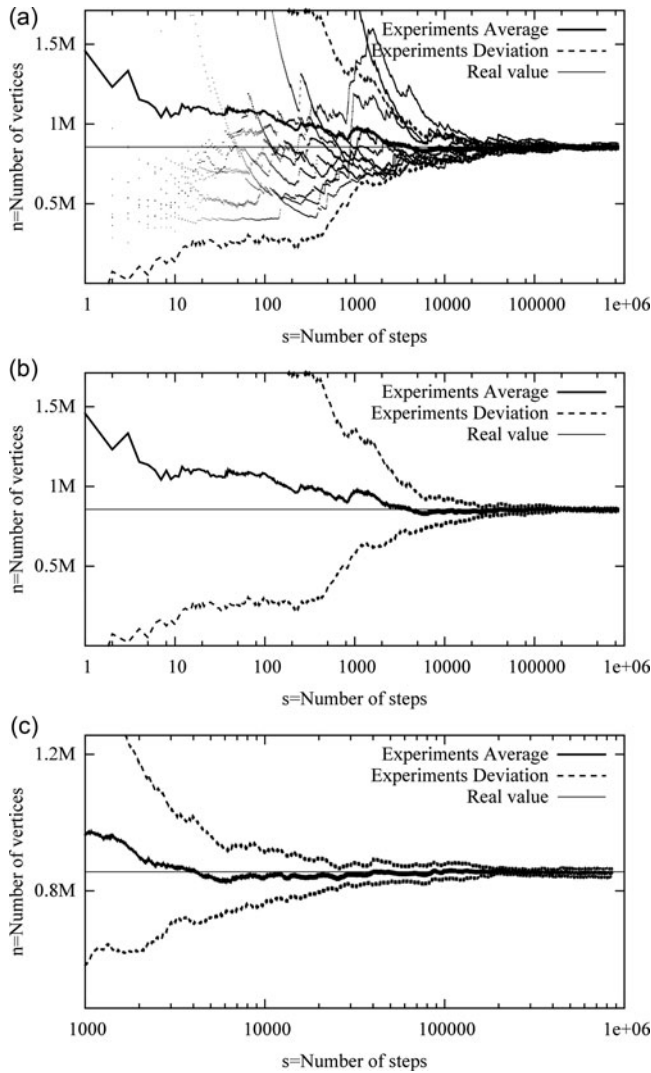 (a)
1.5M
1M
0.5M
n=Number of vertices
Experiments Average
Experiments Deviation
Real value
1 10 100 1000 10000 100000 1e+06
s=Number of steps
(b)
1.5M
1M
0.5M
n=Number of vertices
Experiments Average
Experiments Deviation
Real value
1 10 100 1000 10000 100000 1e+06
s=Number of steps
(c)
1.2M
0.8M
n=Number of vertices
Experiments Average
Experiments Deviation
Real value
1000 10000 100000 1e+06
s=Number of steps